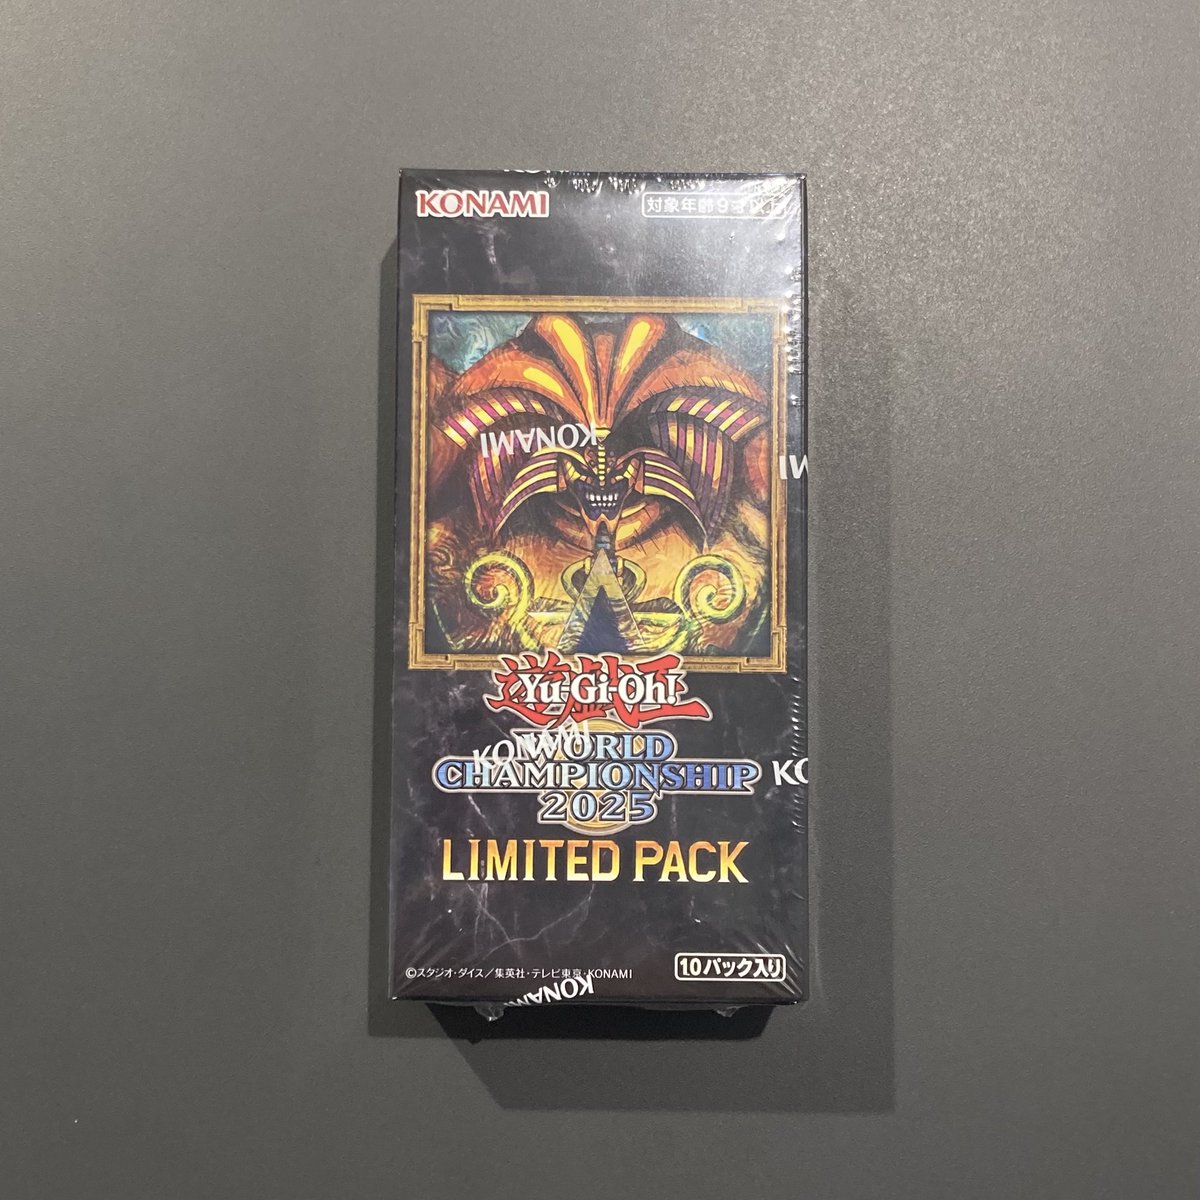 KONAMI
対象年齢9才以上
KONAMI
遊戯王
Yu-Gi-Oh!
KONAMI
WORLD
CHAMPIONSHIP
2025
LIMITED PACK
10パック入り
©スタジオ・ダイス／集英社・テレビ東京・KONAMI
KONAMI